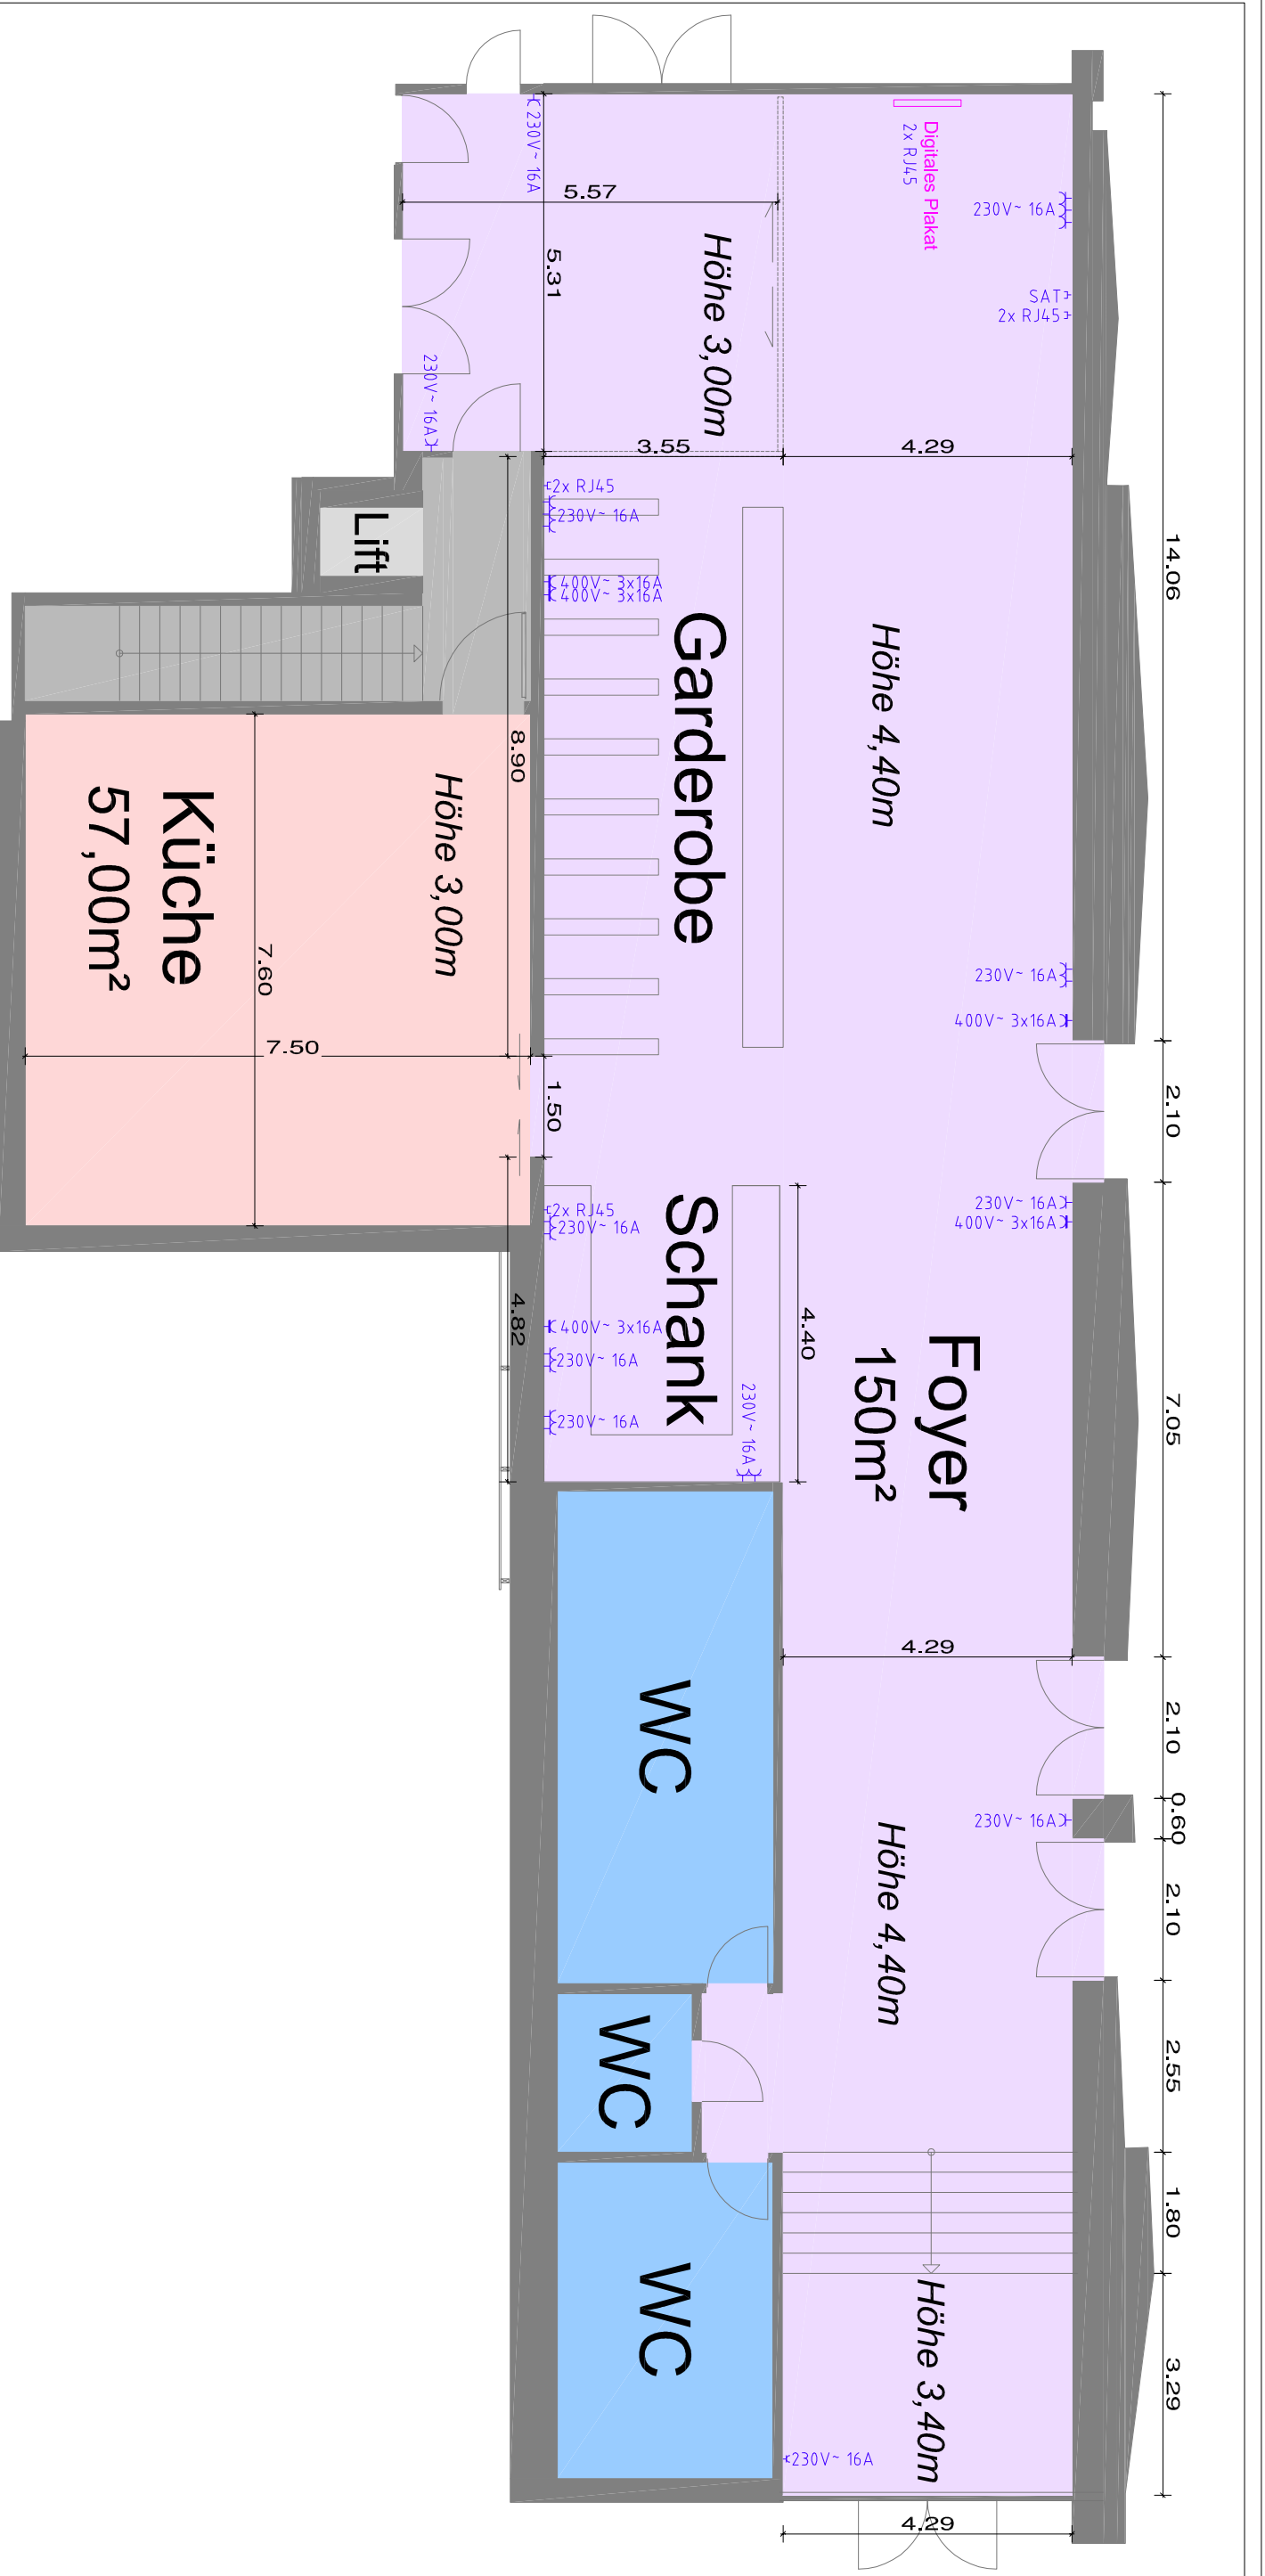 Digitales Plakat
2x RJ45
230V~ 16A
SAT
2x RJ45
230V~ 16A
5.57
5.31
Höhe 3,00m
230V~ 16A
3.55
4.29
14.06
2x RJ45
230V~ 16A
400V~ 3x16A
400V~ 3x16A
Lift
Garderobe
Höhe 4,40m
8.90
Höhe 3,00m
Küche
57,00m²
7.60
7.50
230V~ 16A
400V~ 3x16A
1.50
2.10
2x RJ45
230V~ 16A
230V~ 16A
400V~ 3x16A
Schank
4.82
4.40
400V~ 3x16A
230V~ 16A
230V~ 16A
230V~ 16A
Foyer
150m²
7.05
4.29
WC
2.10
0.60
230V~ 16A
Höhe 4,40m
2.10
WC
2.55
1.80
WC
Höhe 3,40m
3.29
230V~ 16A
4.29